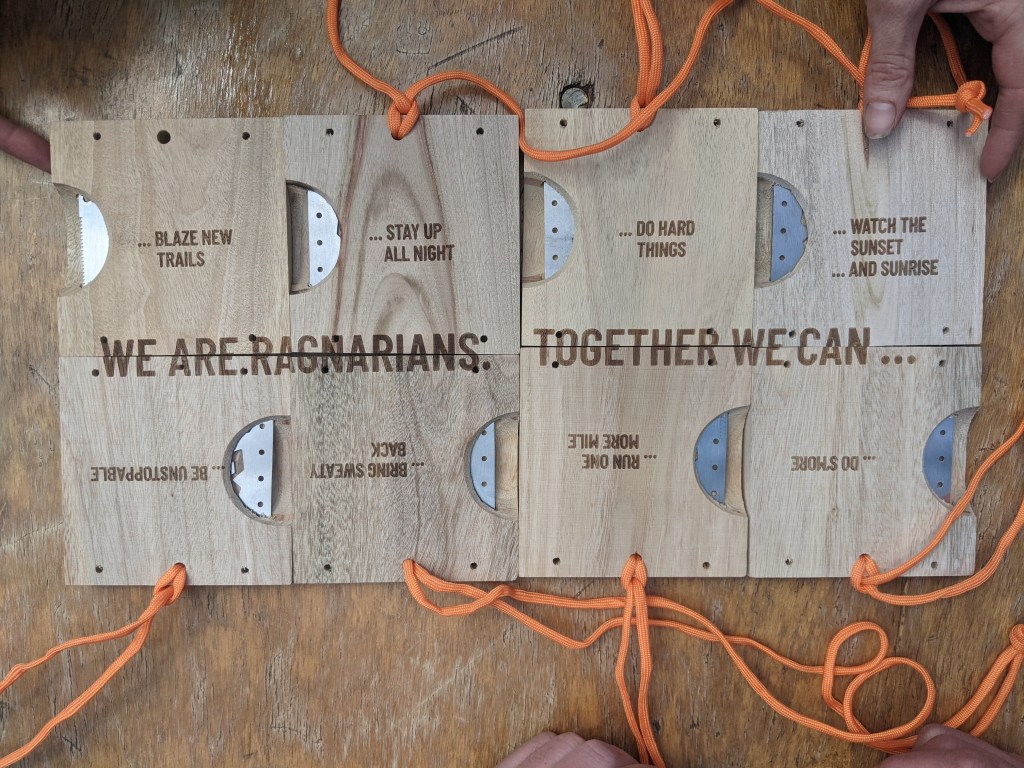 ... BLAZE NEW
TRAILS
... STAY UP
ALL NIGHT
... DO HARD
THINGS
... WATCH THE
SUNSET
... AND SUNRISE
WE ARE RAGNARIANS. TOGETHER WE CAN ...
... BE UNSTOPPABLE
... BRING SWEATY
BACK
... RUN ONE
MORE MILE
... DO S'MORE